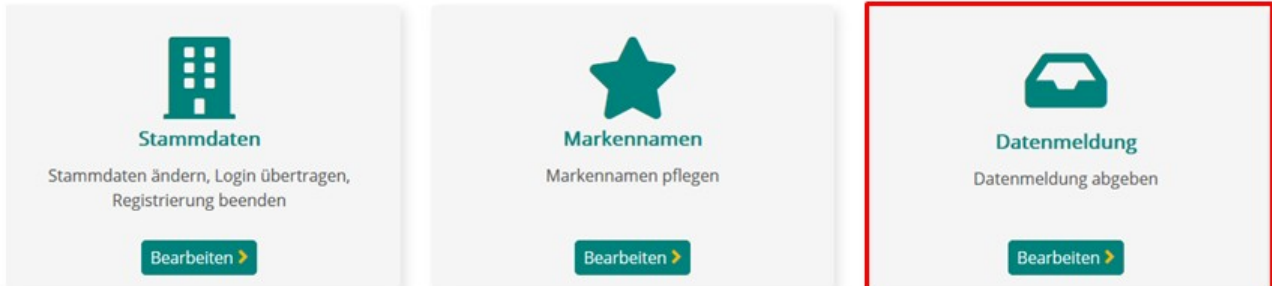 Stammdaten
Stammdaten ändern, Login übertragen,
Registrierung beenden
Bearbeiten
Markennamen
Markennamen pflegen
Bearbeiten
Datenmeldung
Datenmeldung abgeben
Bearbeiten